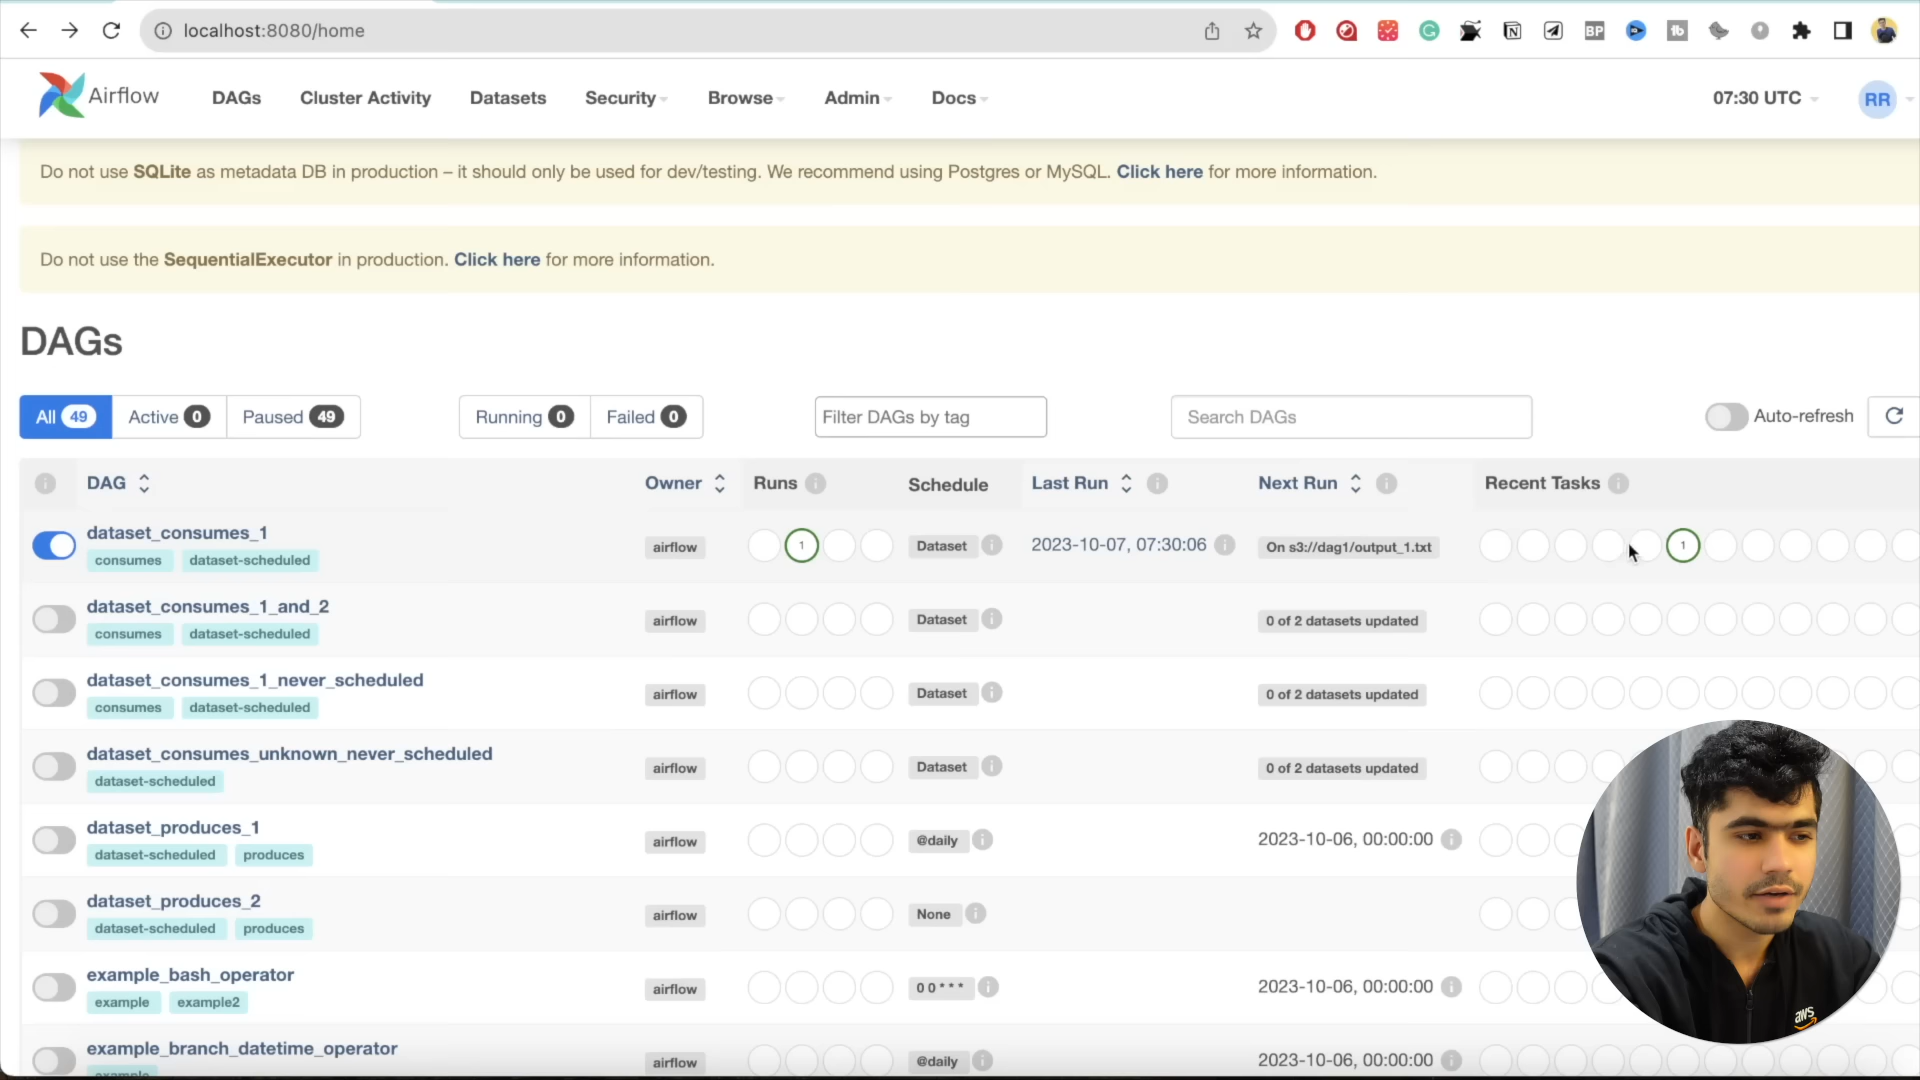 localhost:8080/home
Airflow DAGs Cluster Activity Datasets Security Browse Admin Docs 07:30 UTC RR
Do not use SQLite as metadata DB in production – it should only be used for dev/testing. We recommend using Postgres or MySQL. Click here for more information.
Do not use the SequentialExecutor in production. Click here for more information.
DAGs
All 49 Active 0 Paused 49 Running 0 Failed 0 Filter DAGs by tag Search DAGs Auto-refresh
DAG Owner Runs Schedule Last Run Next Run Recent Tasks
dataset_consumes_1
consumes dataset-scheduled
airflow 1 Dataset 2023-10-07, 07:30:06 On s3://dag1/output_1.txt 1
dataset_consumes_1_and_2
consumes dataset-scheduled
airflow Dataset 0 of 2 datasets updated
dataset_consumes_1_never_scheduled
consumes dataset-scheduled
airflow Dataset 0 of 2 datasets updated
dataset_consumes_unknown_never_scheduled
dataset-scheduled
airflow Dataset 0 of 2 datasets updated
dataset_produces_1
dataset-scheduled produces
airflow @daily 2023-10-06, 00:00:00
dataset_produces_2
dataset-scheduled produces
airflow None
example_bash_operator
example example2
airflow 0 0 * * * 2023-10-06, 00:00:00
example_branch_datetime_operator
example
airflow @daily 2023-10-06, 00:00:00
aws